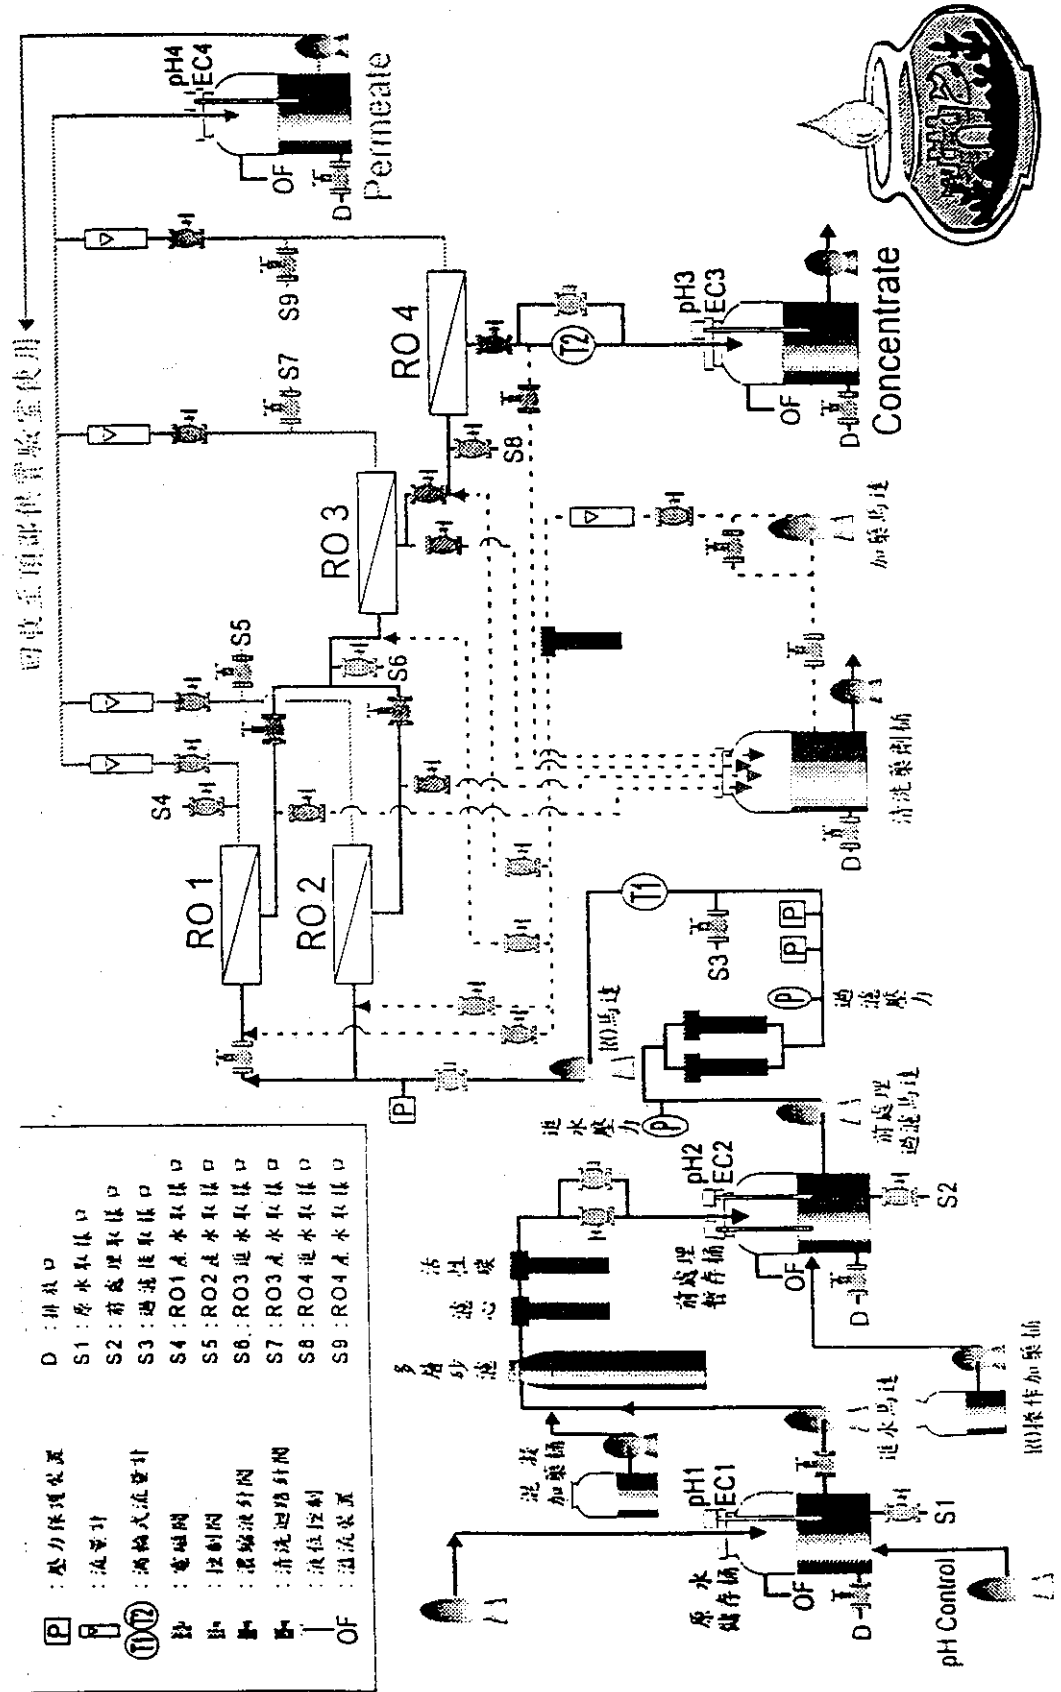 P : 壓力保護裝置
: 流量計
T1 T2 : 渦輪式流量計
: 電磁閥
: 控制閥
: 濃縮液針閥
: 清洗迴路針閥
: 液位控制
OF : 溢流裝置
D : 排放口
S1 : 原水取樣口
S2 : 前處理取樣口
S3 : 過濾後取樣口
S4 : RO1產水取樣口
S5 : RO2產水取樣口
S6 : RO3進水取樣口
S7 : RO3產水取樣口
S8 : RO4進水取樣口
S9 : RO4產水取樣口
pH4
EC4
OF
D
Permeate
S9
S7
S5
S4
RO 4
RO 3
RO 1
RO 2
S6
S8
T2
pH3
EC3
OF
D
Concentrate
加藥馬達
清洗藥劑桶
D
T1
S3
P
P
P
過濾壓力
RO馬達
P
進水壓力
P
前處理
過濾馬達
pH2
EC2
S2
前處理
暫存桶
OF
D
活性碳
濾心
多層砂濾
混凝
加藥桶
進水馬達
RO操作加藥桶
pH1
EC1
S1
原水
儲存桶
OF
D
pH Control